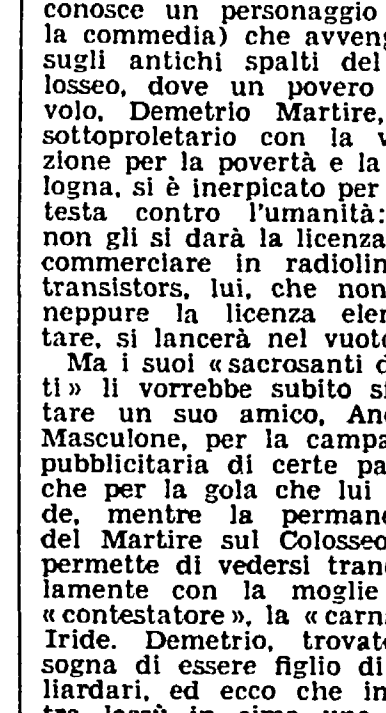 conosce un personaggio
la commedia) che avveng
sugli antichi spalti del
losseo, dove un povero
volo, Demetrio Martire,
sottoproletario con la v
zione per la povertà e la
logna, si è inerpicato per
testa contro l'umanità:
non gli si darà la licenza
commerciare in radiolin
transistors, lui, che non
neppure la licenza elem
tare, si lancerà nel vuoto
Ma i suoi « sacrosanti d
ti » li vorrebbe subito sf
tare un suo amico, And
Masculone, per la campa
pubblicitaria di certe pa
che per la gola che lui
de, mentre la permane
del Martire sul Colosseo
permette di vedersi tran
lamente con la moglie
« contestatore », la « carna
Iride. Demetrio, trovat
sogna di essere figlio di
liardari, ed ecco che in